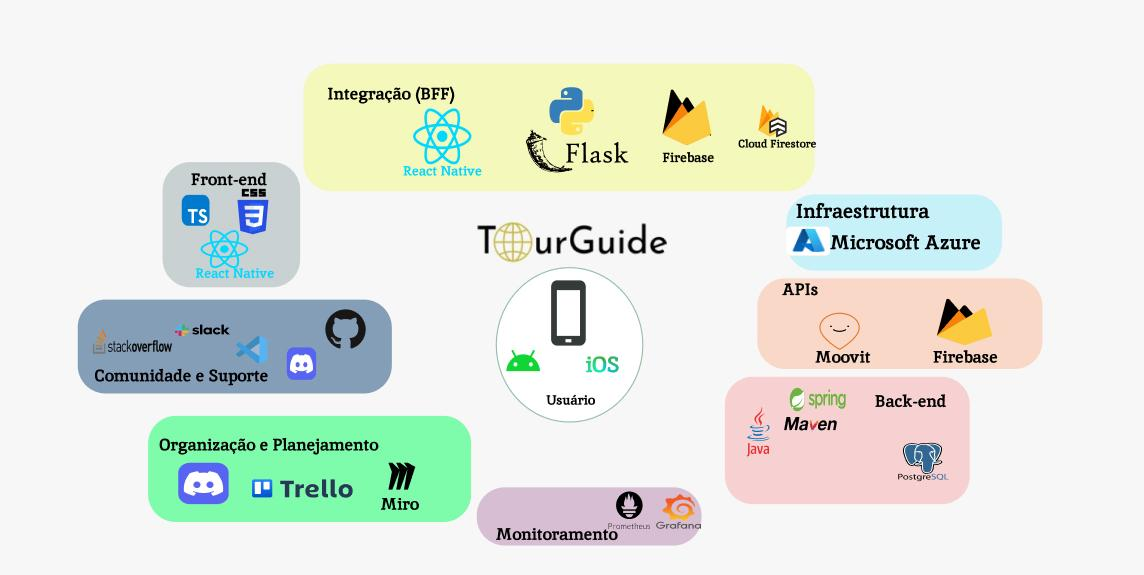 Integração (BFF)
React Native
Flask
Firebase
Cloud Firestore
Front-end
CSS
TS
3
React Native
TourGuide
Infraestrutura
Microsoft Azure
APIs
Moovit
Firebase
stackoverflow
slack
Comunidade e Suporte
iOS
Usuário
spring
Back-end
Maven
Java
PostgreSQL
Organização e Planejamento
Trello
Miro
Prometheus
Grafana
Monitoramento